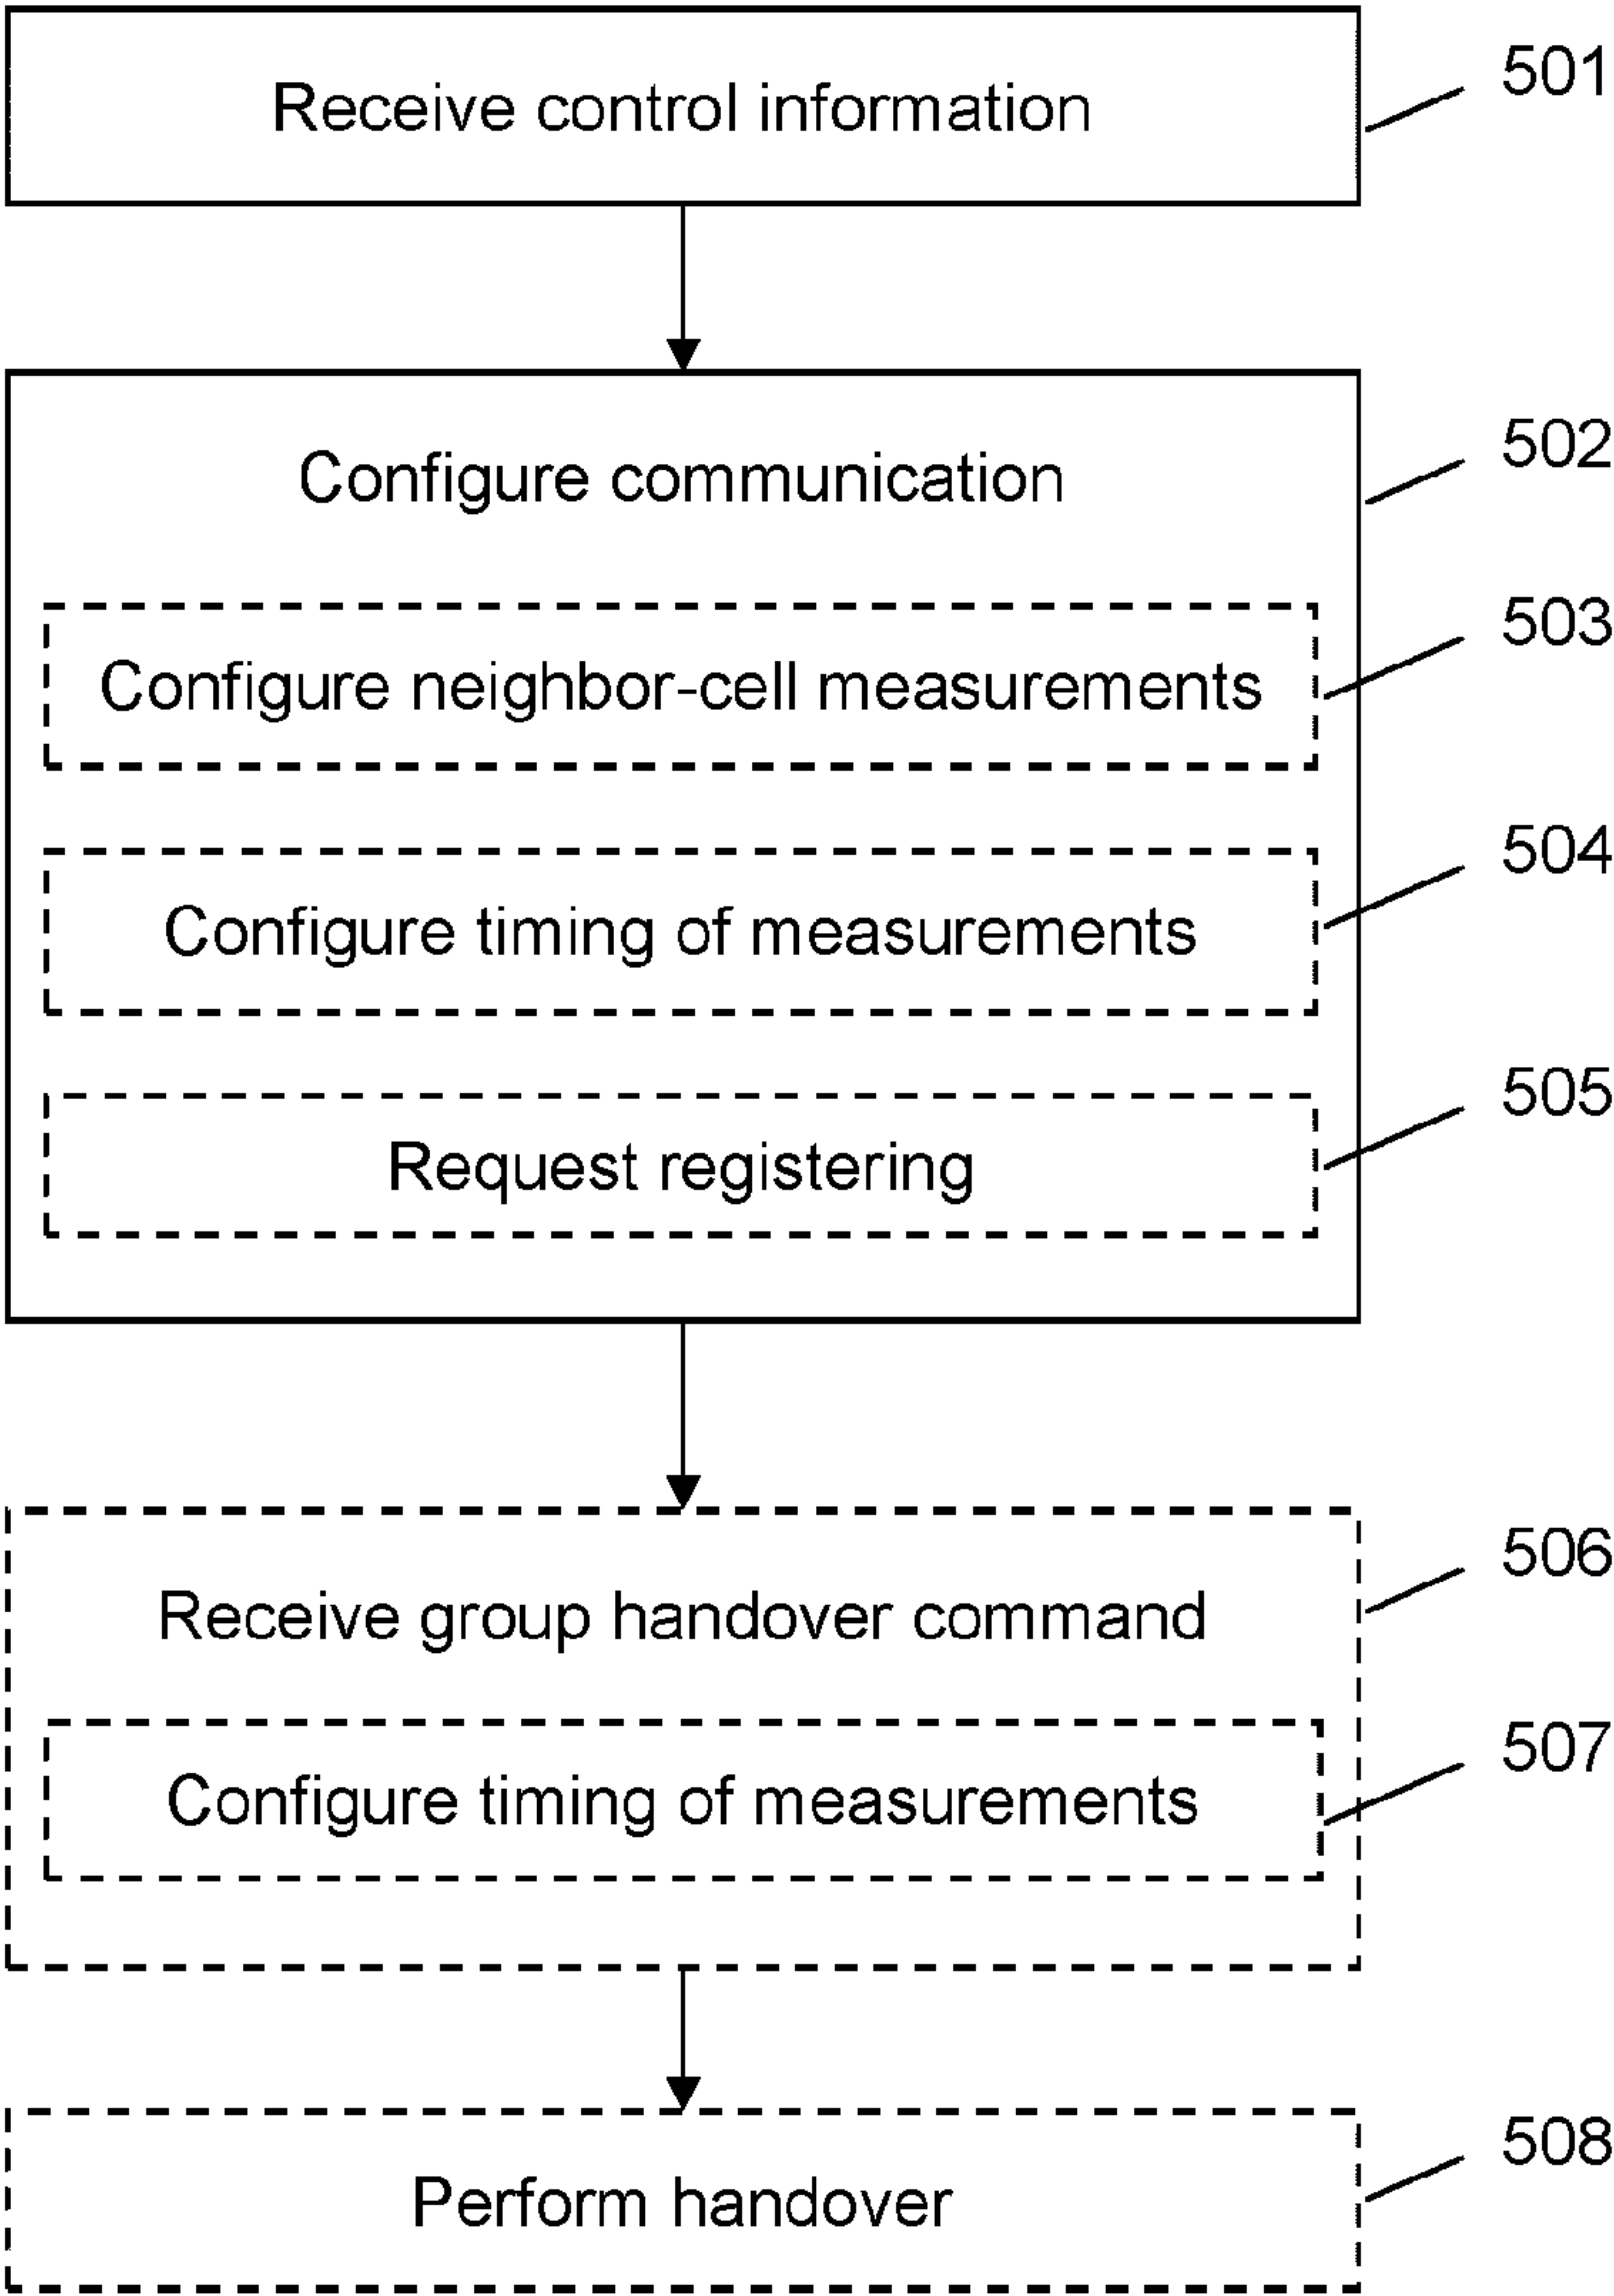 Receive control information
501
Configure communication
502
Configure neighbor-cell measurements
503
Configure timing of measurements
504
Request registering
505
Receive group handover command
506
Configure timing of measurements
507
Perform handover
508